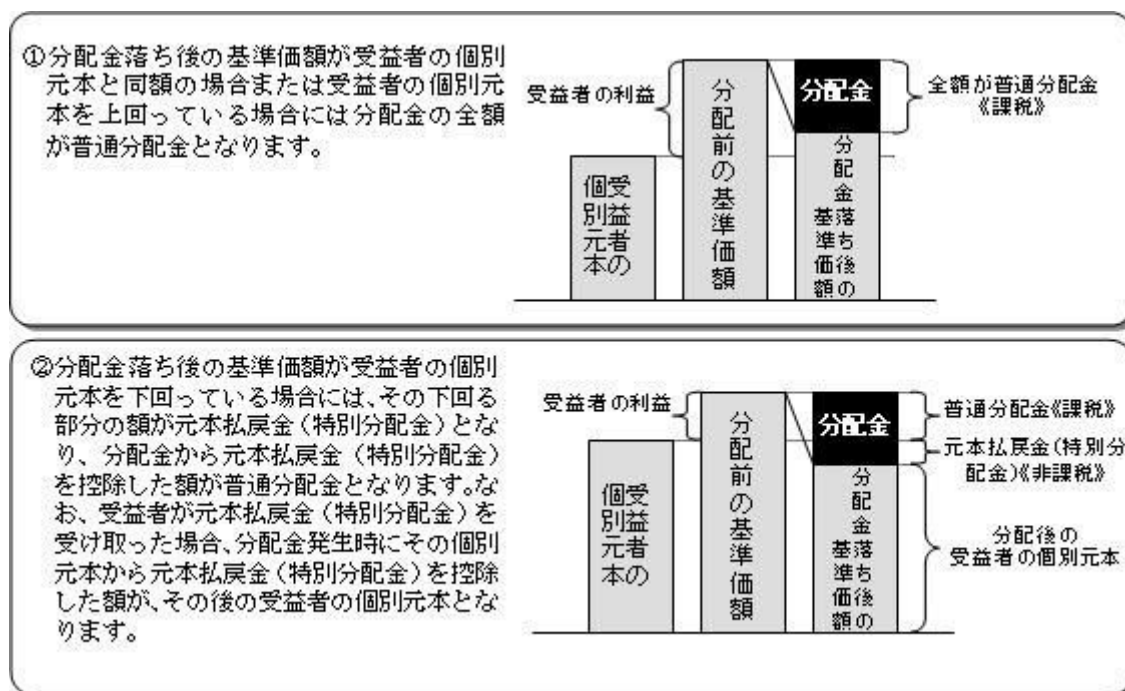 ①分配金落ち後の基準価額が受益者の個別
元本と同額の場合または受益者の個別元
本を上回っている場合には分配金の全額
が普通分配金となります。
受益者の利益
受益者の
個別元本
分配前の基準価額
分配金
分配金落ち後の
基準価額
全額が普通分配金
《課税》
②分配金落ち後の基準価額が受益者の個別
元本を下回っている場合には、その下回る
部分の額が元本払戻金(特別分配金)とな
り、分配金から元本払戻金(特別分配金)
を控除した額が普通分配金となります。な
お、受益者が元本払戻金(特別分配金)を
受け取った場合、分配金発生時にその個別
元本から元本払戻金(特別分配金)を控除
した額が、その後の受益者の個別元本とな
ります。
受益者の利益
受益者の
個別元本
分配前の基準価額
分配金
分配金落ち後の
基準価額
普通分配金《課税》
元本払戻金(特別分
配金)《非課税》
分配後の
受益者の個別元本